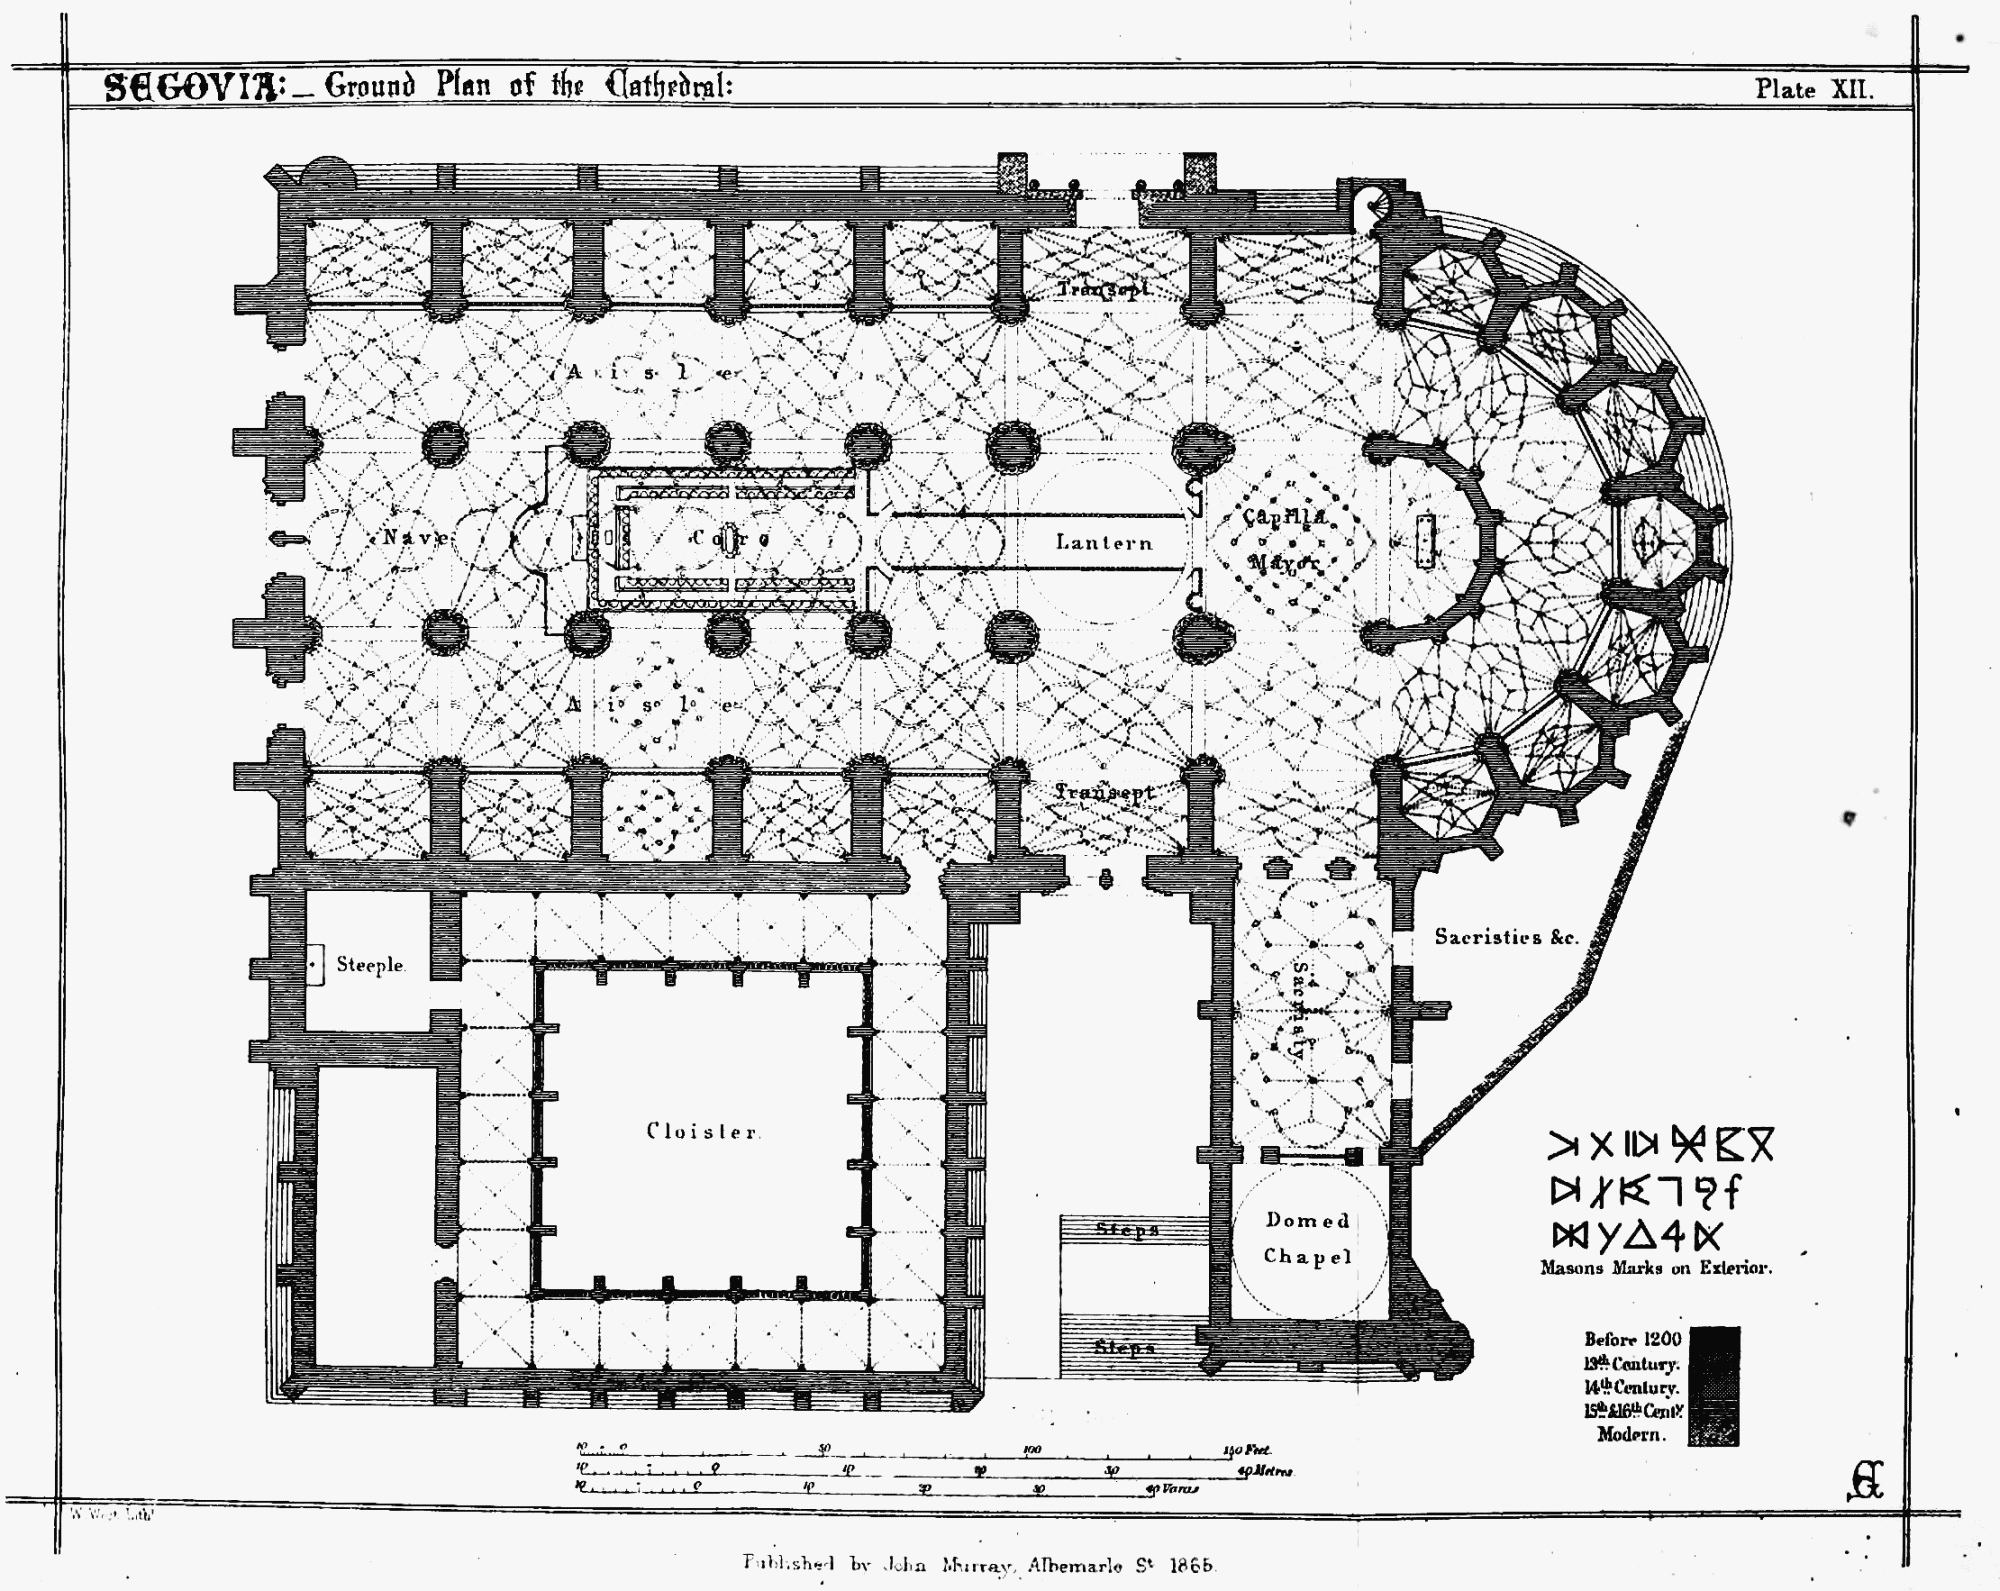 SEGOVIA:_ Ground Plan of the Cathedral:
Plate XII.
Transept.
Aisle
Nave
Coro
Lantern
Capilla
Mayor
Aisle
Transept
Steeple.
Sacristy.
Sacristies &c.
Cloister.
Steps
Domed
Chapel
Steps
Masons Marks on Exterior.
Before 1200
13th Century.
14th Century.
15th & 16th Centy.
Modern.
10 0 50 100 150 Feet.
10 0 10 20 30 40 Metres.
10 0 10 20 30 40 Varas
W. West Lith.
Published by John Murray, Albemarle St. 1865.